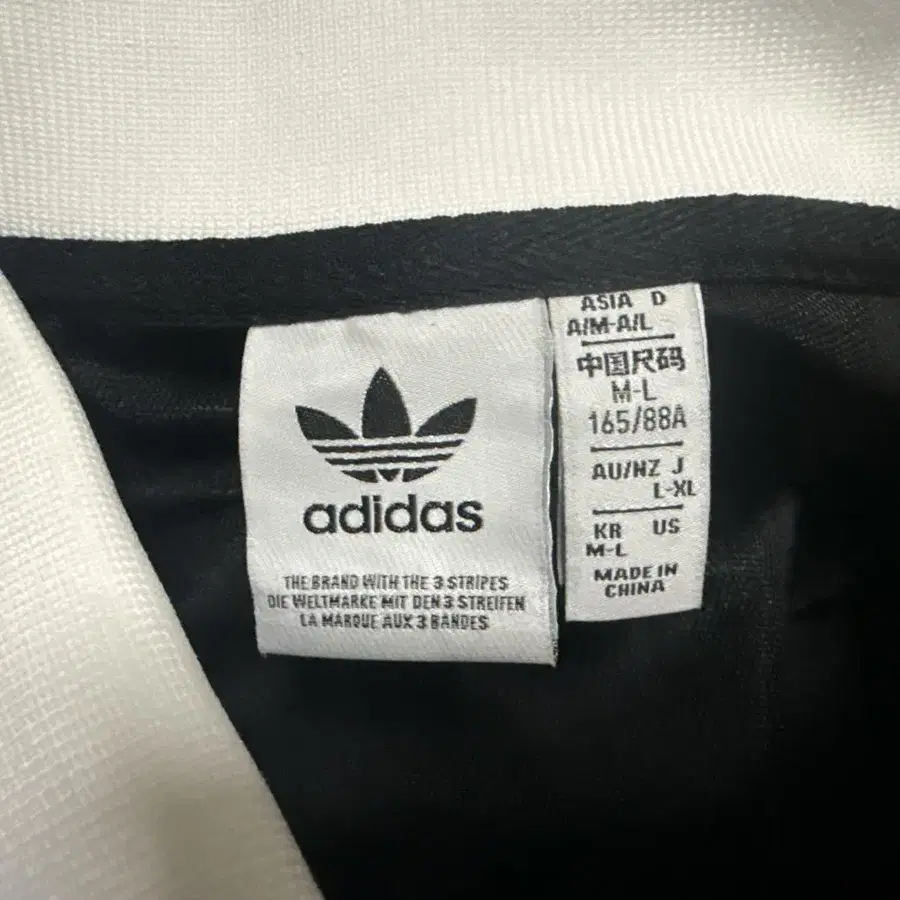 adidas
THE BRAND WITH THE 3 STRIPES
DIE WELTMARKE MIT DEN 3 STREIFEN
LA MARQUE AUX 3 BANDES
ASIA D
A/M-A/L
中国尺码
M-L
165/88A
AU/NZ J
L-XL
KR US
M-L
MADE IN
CHINA